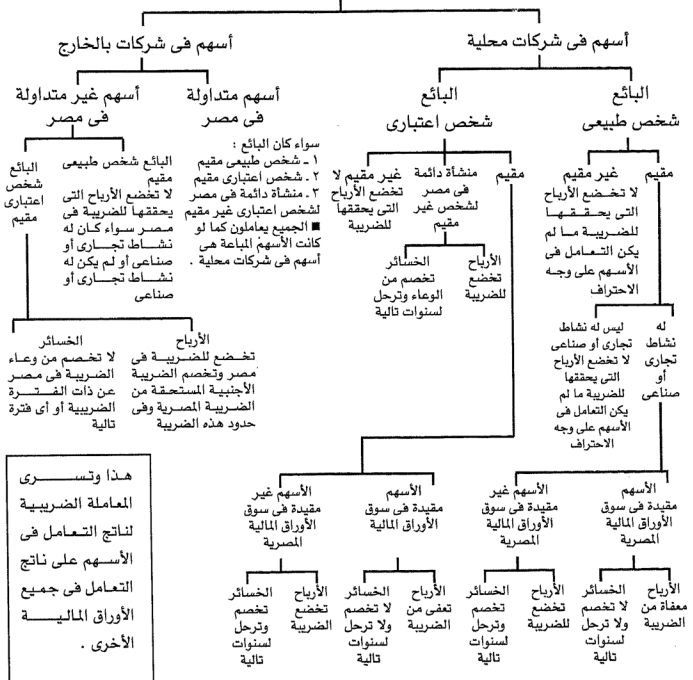 أسهم فى شركات محلية
أسهم فى شركات بالخارج
البائع
شخص طبيعى
البائع
شخص اعتبارى
أسهم متداولة
فى مصر
أسهم غير متداولة
فى مصر
مقيم
غير مقيم
لا تخضع الأرباح
التى يحققها
للضريبة ما لم
يكن التعامل فى
الأسهم على وجه
الاحتراف
مقيم
منشأة دائمة
فى مصر
لشخص غير
مقيم
غير مقيم لا
تخضع الأرباح
التى يحققها
للضريبة
سواء كان البائع :
١ ـ شخص طبيعى مقيم
٢ ـ شخص اعتبارى مقيم
٣ ـ منشأة دائمة فى مصر
لشخص اعتبارى غير مقيم
■ الجميع يعاملون كما لو
كانت الأسهم المباعة هى
أسهم فى شركات محلية .
البائع شخص طبيعى
مقيم
لا تخضع الأرباح التى
يحققها للضريبة فى
مصر سواء كان له
نشاط تجارى أو
صناعى أو لم يكن له
نشاط تجارى أو
صناعى
البائع
شخص
اعتبارى
مقيم
الأرباح
تخضع
للضريبة
الخسائر
تخصم من
الوعاء وترحل
لسنوات تالية
له
نشاط
تجارى
أو
صناعى
ليس له نشاط
تجارى أو صناعى
لا تخضع الأرباح
التى يحققها
للضريبة ما لم
يكن التعامل فى
الأسهم على وجه
الاحتراف
الأرباح
تخضع للضريبة فى
مصر وتخصم الضريبة
الأجنبية المستحقة من
الضريبة المصرية وفى
حدود هذه الضريبة
الخسائر
لا تخصم من وعاء
الضريبة فى مصر
عن ذات الفترة
الضريبية أو أى فترة
تالية
الأسهم
مقيدة فى سوق
الأوراق المالية
الأسهم غير
مقيدة فى سوق
الأوراق المالية
المصرية
الأسهم
مقيدة فى سوق
الأوراق المالية
الأسهم غير
مقيدة فى سوق
الأوراق المالية
المصرية
الأرباح
معفاة من
الضريبة
الخسائر
لا تخصم
ولا ترحل
لسنوات
تالية
الأرباح
تخضع
للضريبة
الخسائر
تخصم
وترحل
لسنوات
تالية
الأرباح
تعفى من
الضريبة
الخسائر
لا تخصم
ولا ترحل
لسنوات
تالية
الأرباح
تخضع
الضريبة
الخسائر
تخصم
وترحل
لسنوات
تالية
هذا وتسرى
المعاملة الضريبية
لناتج التعامل فى
الأسهم على ناتج
التعامل فى جميع
الأوراق المالية
الأخرى .